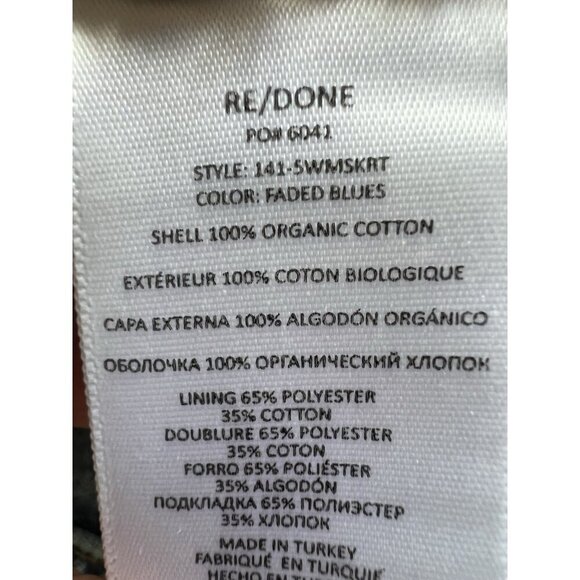 RE/DONE
PO# 6041
STYLE: 141-5WMSKRT
COLOR: FADED BLUES
SHELL 100% ORGANIC COTTON
EXTÉRIEUR 100% COTON BIOLOGIQUE
CAPA EXTERNA 100% ALGODÓN ORGÁNICO
ОБОЛОЧКА 100% ОРГАНИЧЕСКИЙ ХЛОПОК
LINING 65% POLYESTER
35% COTTON
DOUBLURE 65% POLYESTER
35% COTON
FORRO 65% POLIÉSTER
35% ALGODÓN
ПОДКЛАДКА 65% ПОЛИЭСТЕР
35% ХЛОПОК
MADE IN TURKEY
FABRIQUÉ EN TURQUIE
HECHO EN